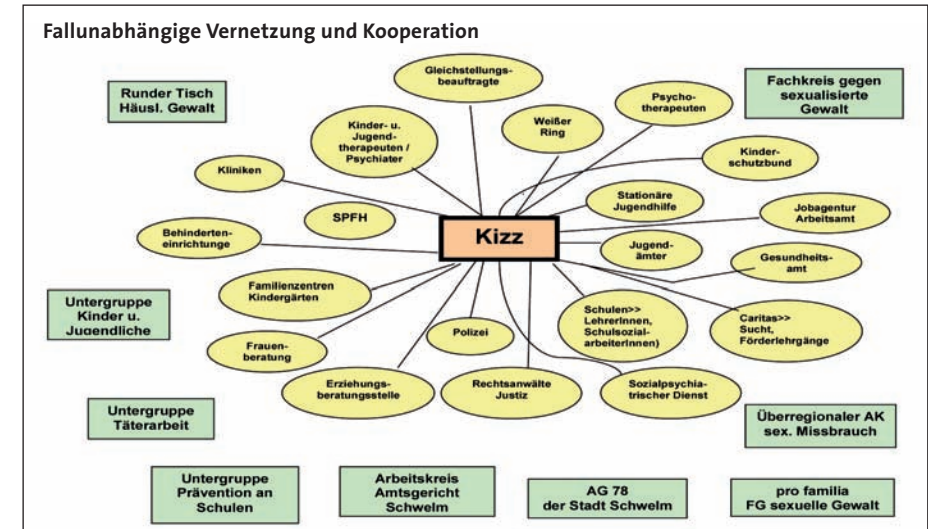 Fallunabhängige Vernetzung und Kooperation
Runder Tisch
Häusl. Gewalt
Gleichstellungs-
beauftragte
Psycho-
therapeuten
Fachkreis gegen
sexualisierte
Gewalt
Kinder- u.
Jugend-
therapeuten /
Psychiater
Weißer
Ring
Kinder-
schutzbund
Kliniken
SPFH
Stationäre
Jugendhilfe
Jobagentur
Arbeitsamt
Behinderten-
einrichtunge
Kizz
Jugend-
ämter
Gesundheits-
amt
Untergruppe
Kinder u.
Jugendliche
Familienzentren
Kindergärten
Schulen>>
LehrerInnen,
Schulsozial-
arbeiterInnen)
Caritas>>
Sucht,
Förderlehrgänge
Frauen-
beratung
Polizei
Erziehungs-
beratungsstelle
Rechtsanwälte
Justiz
Sozialpsychia-
trischer Dienst
Untergruppe
Täterarbeit
Überregionaler AK
sex. Missbrauch
Untergruppe
Prävention an
Schulen
Arbeitskreis
Amtsgericht
Schwelm
AG 78
der Stadt Schwelm
pro familia
FG sexuelle Gewalt